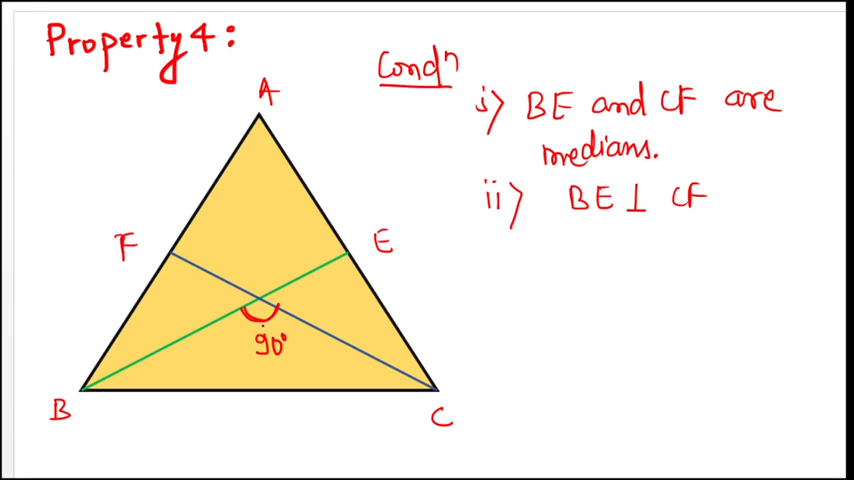 Property 4 :
Condⁿ
A
i) BE and CF are
medians.
ii) BE ⊥ CF
F
E
90°
B
C